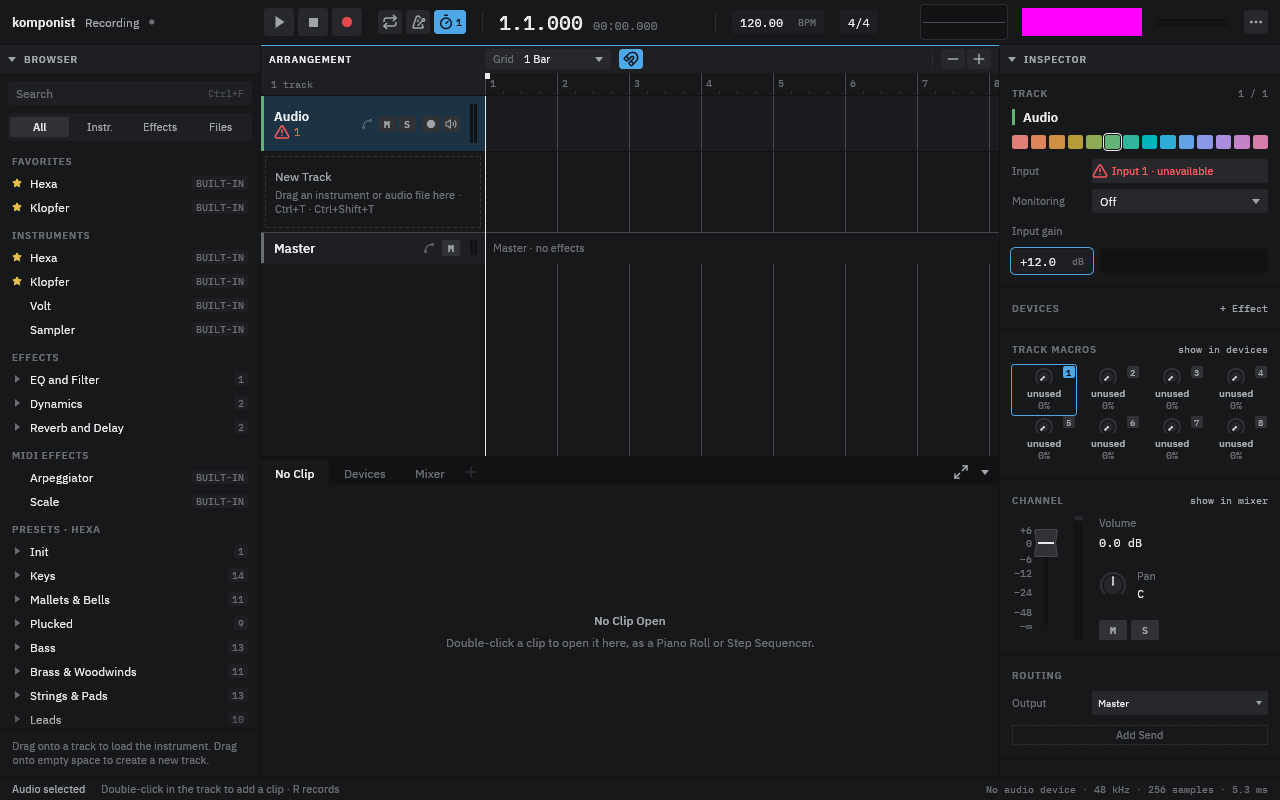 komponist Recording
1
1.1.000 00:00.000
120.00 BPM 4/4
BROWSER
Search Ctrl+F
All Instr. Effects Files
FAVORITES
Hexa BUILT-IN
Klopfer BUILT-IN
INSTRUMENTS
Hexa BUILT-IN
Klopfer BUILT-IN
Volt BUILT-IN
Sampler BUILT-IN
EFFECTS
EQ and Filter 1
Dynamics 2
Reverb and Delay 2
MIDI EFFECTS
Arpeggiator BUILT-IN
Scale BUILT-IN
PRESETS · HEXA
Init 1
Keys 14
Mallets & Bells 11
Plucked 9
Bass 13
Brass & Woodwinds 11
Strings & Pads 13
Leads 10
Drag onto a track to load the instrument. Drag
onto empty space to create a new track.
ARRANGEMENT Grid 1 Bar
1 track 1 2 3 4 5 6 7 8
Audio M S
1
New Track
Drag an instrument or audio file here ·
Ctrl+T · Ctrl+Shift+T
Master M Master · no effects
No Clip Devices Mixer
No Clip Open
Double-click a clip to open it here, as a Piano Roll or Step Sequencer.
INSPECTOR
TRACK 1 / 1
Audio
Input Input 1 · unavailable
Monitoring Off
Input gain
+12.0 dB
DEVICES + Effect
TRACK MACROS show in devices
1 2 3 4
unused unused unused unused
0% 0% 0% 0%
5 6 7 8
unused unused unused unused
0% 0% 0% 0%
CHANNEL show in mixer
+6
0
−6
−12
−24
−48
−∞
Volume
0.0 dB
Pan
C
M S
ROUTING
Output Master
Add Send
Audio selected Double-click in the track to add a clip · R records
No audio device · 48 kHz · 256 samples · 5.3 ms